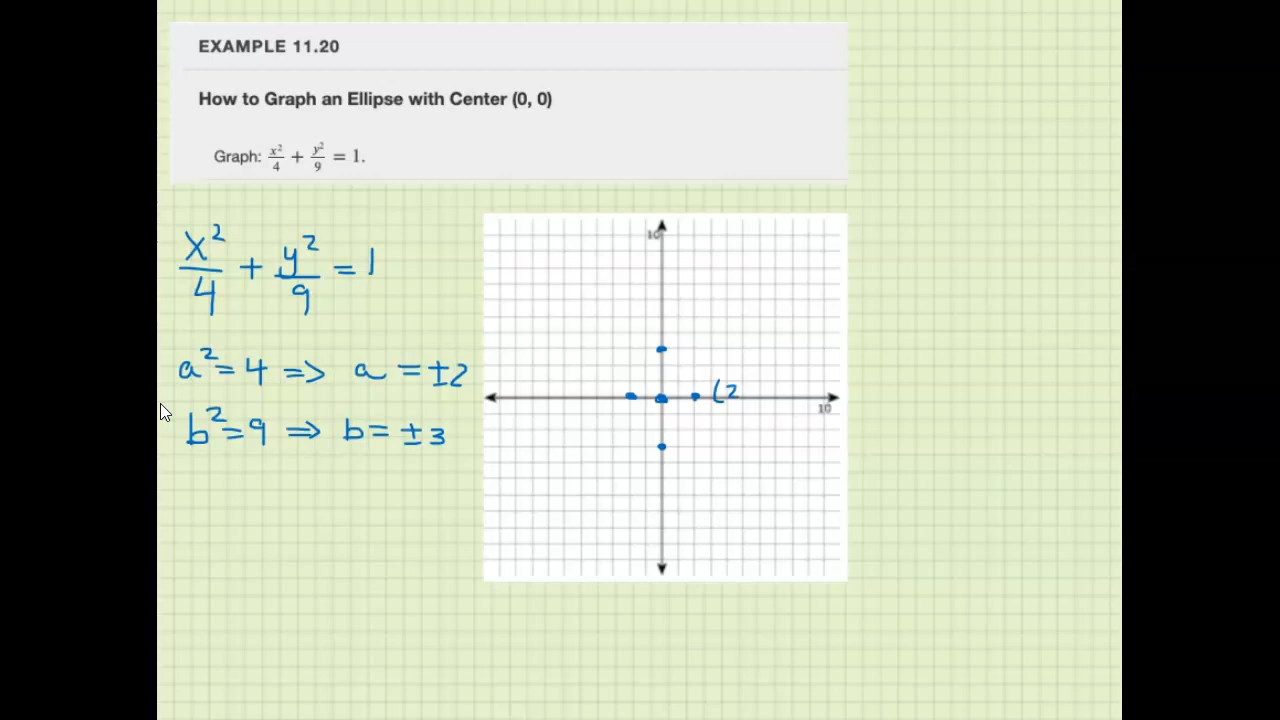 EXAMPLE 11.20
How to Graph an Ellipse with Center (0, 0)
Graph: x²/4 + y²/9 = 1.
x²/4 + y²/9 = 1
a² = 4 => a = ±2
b² = 9 => b = ±3
10
(2
10